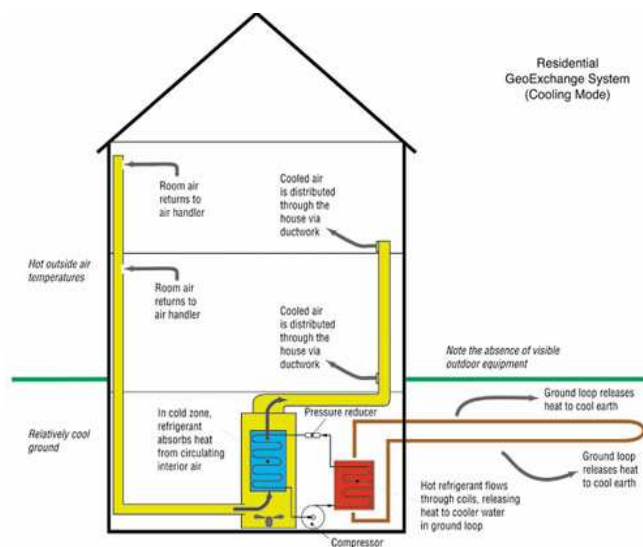 Residential
GeoExchange System
(Cooling Mode)
Room air
returns to
air handler
Cooled air
is distributed
through the
house via
ductwork
Hot outside air
temperatures
Room air
returns to
air handler
Cooled air
is distributed
through the
house via
ductwork
Note the absence of visible
outdoor equipment
Relatively cool
ground
In cold zone,
refrigerant
absorbs heat
from circulating
interior air
Pressure reducer
Ground loop releases
heat to cool earth
Ground loop
releases heat
to cool earth
Hot refrigerant flows
through coils, releasing
heat to cooler water
in ground loop
Compressor